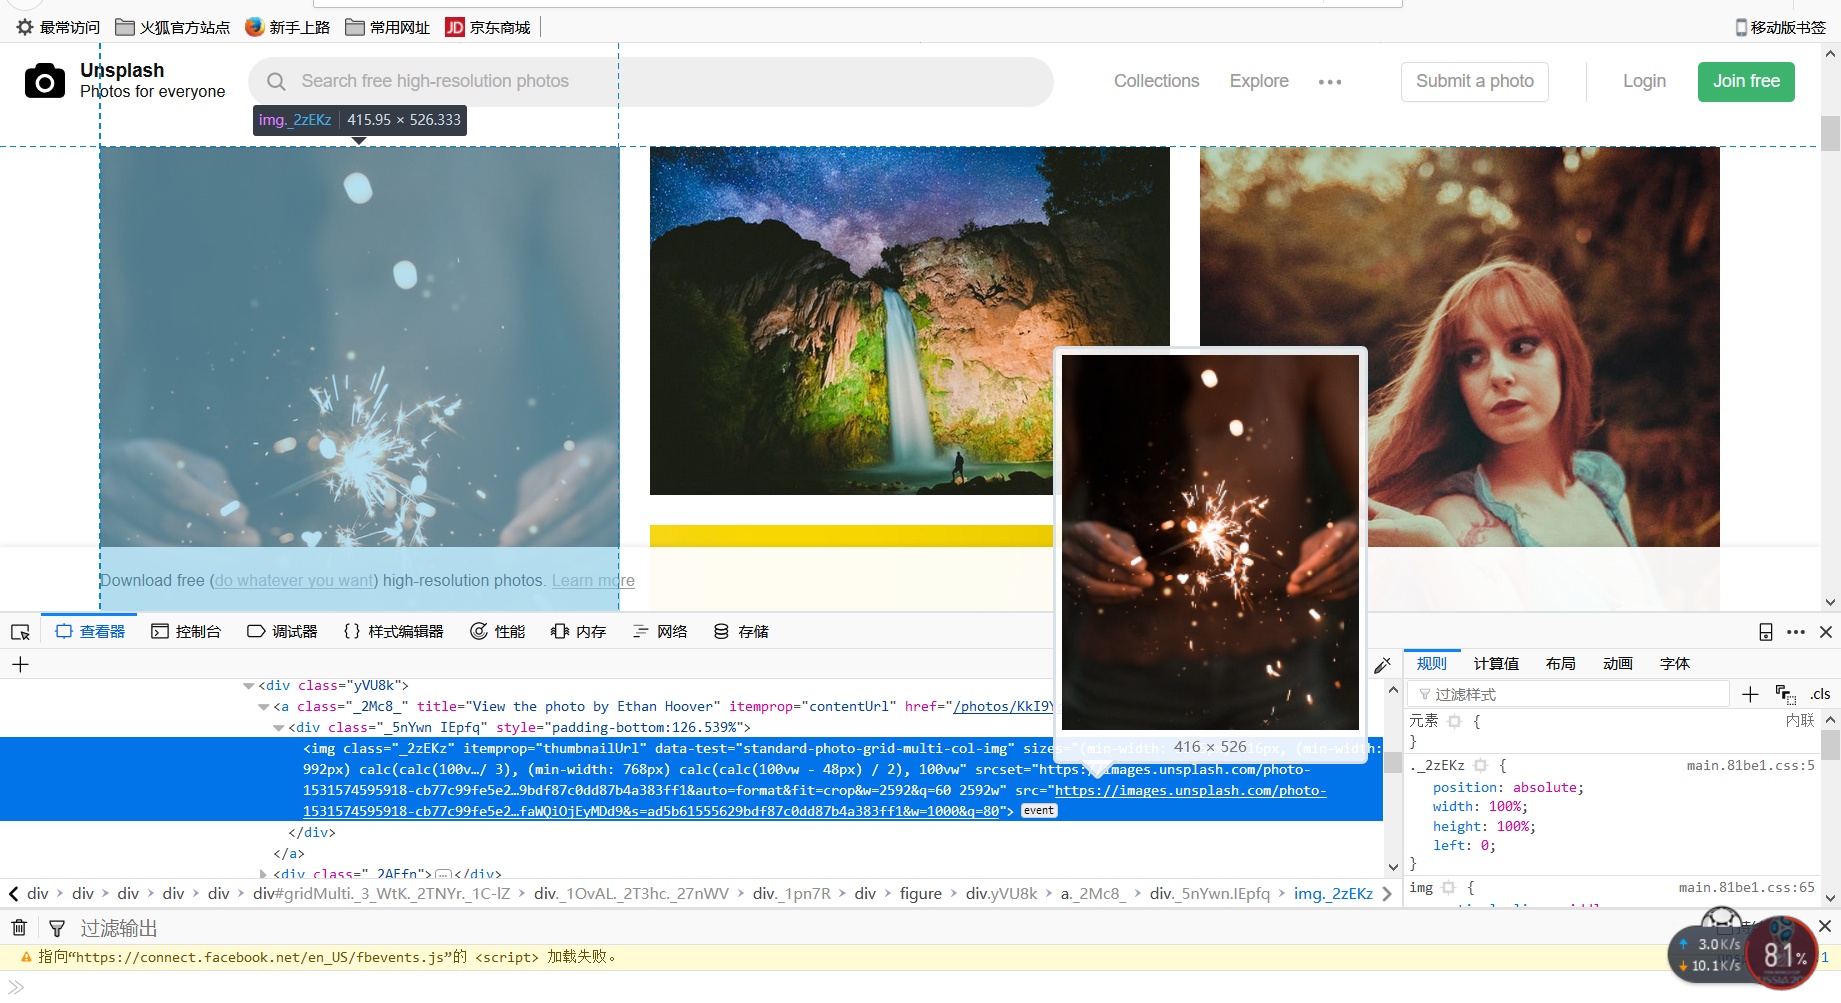 最常访问 火狐官方站点 新手上路 常用网址 JD 京东商城 移动版书签
Unsplash
Photos for everyone
Search free high-resolution photos
Collections Explore ••• Submit a photo Login Join free
img._2zEKz 415.95 × 526.333
Download free (do whatever you want) high-resolution photos. Learn more
查看器 控制台 调试器 {} 样式编辑器 性能 内存 网络 存储
规则 计算值 布局 动画 字体
过滤样式 .cls
<div class="yVU8k">
<a class="_2Mc8_" title="View the photo by Ethan Hoover" itemprop="contentUrl" href="/photos/KkI9Y
<div class="_5nYwn IEpfq" style="padding-bottom:126.539%">
<img class="_2zEKz" itemprop="thumbnailUrl" data-test="standard-photo-grid-multi-col-img" sizes="(min-width: 16px, (min-width:
992px) calc(calc(100v…/ 3), (min-width: 768px) calc(calc(100vw - 48px) / 2), 100vw" srcset="https://images.unsplash.com/photo-
1531574595918-cb77c99fe5e2…9bdf87c0dd87b4a383ff1&auto=format&fit=crop&w=2592&q=60 2592w" src="https://images.unsplash.com/photo-
1531574595918-cb77c99fe5e2…faWQiOjEyMDd9&s=ad5b61555629bdf87c0dd87b4a383ff1&w=1000&q=80"> event
</div>
</a>
<div class="_2AEfn">…</div>
416 × 526
元素 { 内联
}
._2zEKz { main.81be1.css:5
position: absolute;
width: 100%;
height: 100%;
left: 0;
}
img { main.81be1.css:65
div div div div div div#gridMulti._3_WtK._2TNYr._1C-lZ div._1OvAL._2T3hc._27nWV div._1pn7R div figure div.yVU8k a._2Mc8_ div._5nYwn.IEpfq img._2zEKz
过滤输出
指向“https://connect.facebook.net/en_US/fbevents.js”的 <script> 加载失败。
3.0K/s
10.1K/s
81%